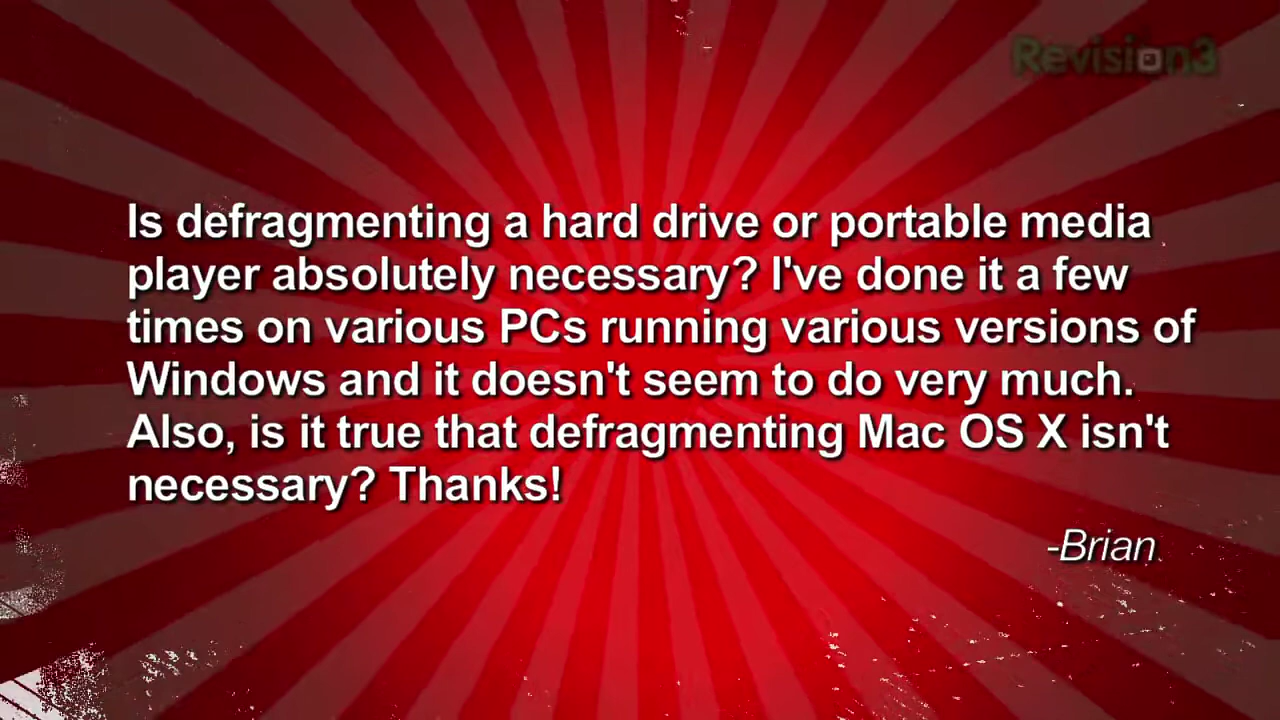 Revision3
Is defragmenting a hard drive or portable media
player absolutely necessary? I've done it a few
times on various PCs running various versions of
Windows and it doesn't seem to do very much.
Also, is it true that defragmenting Mac OS X isn't
necessary? Thanks!
-Brian